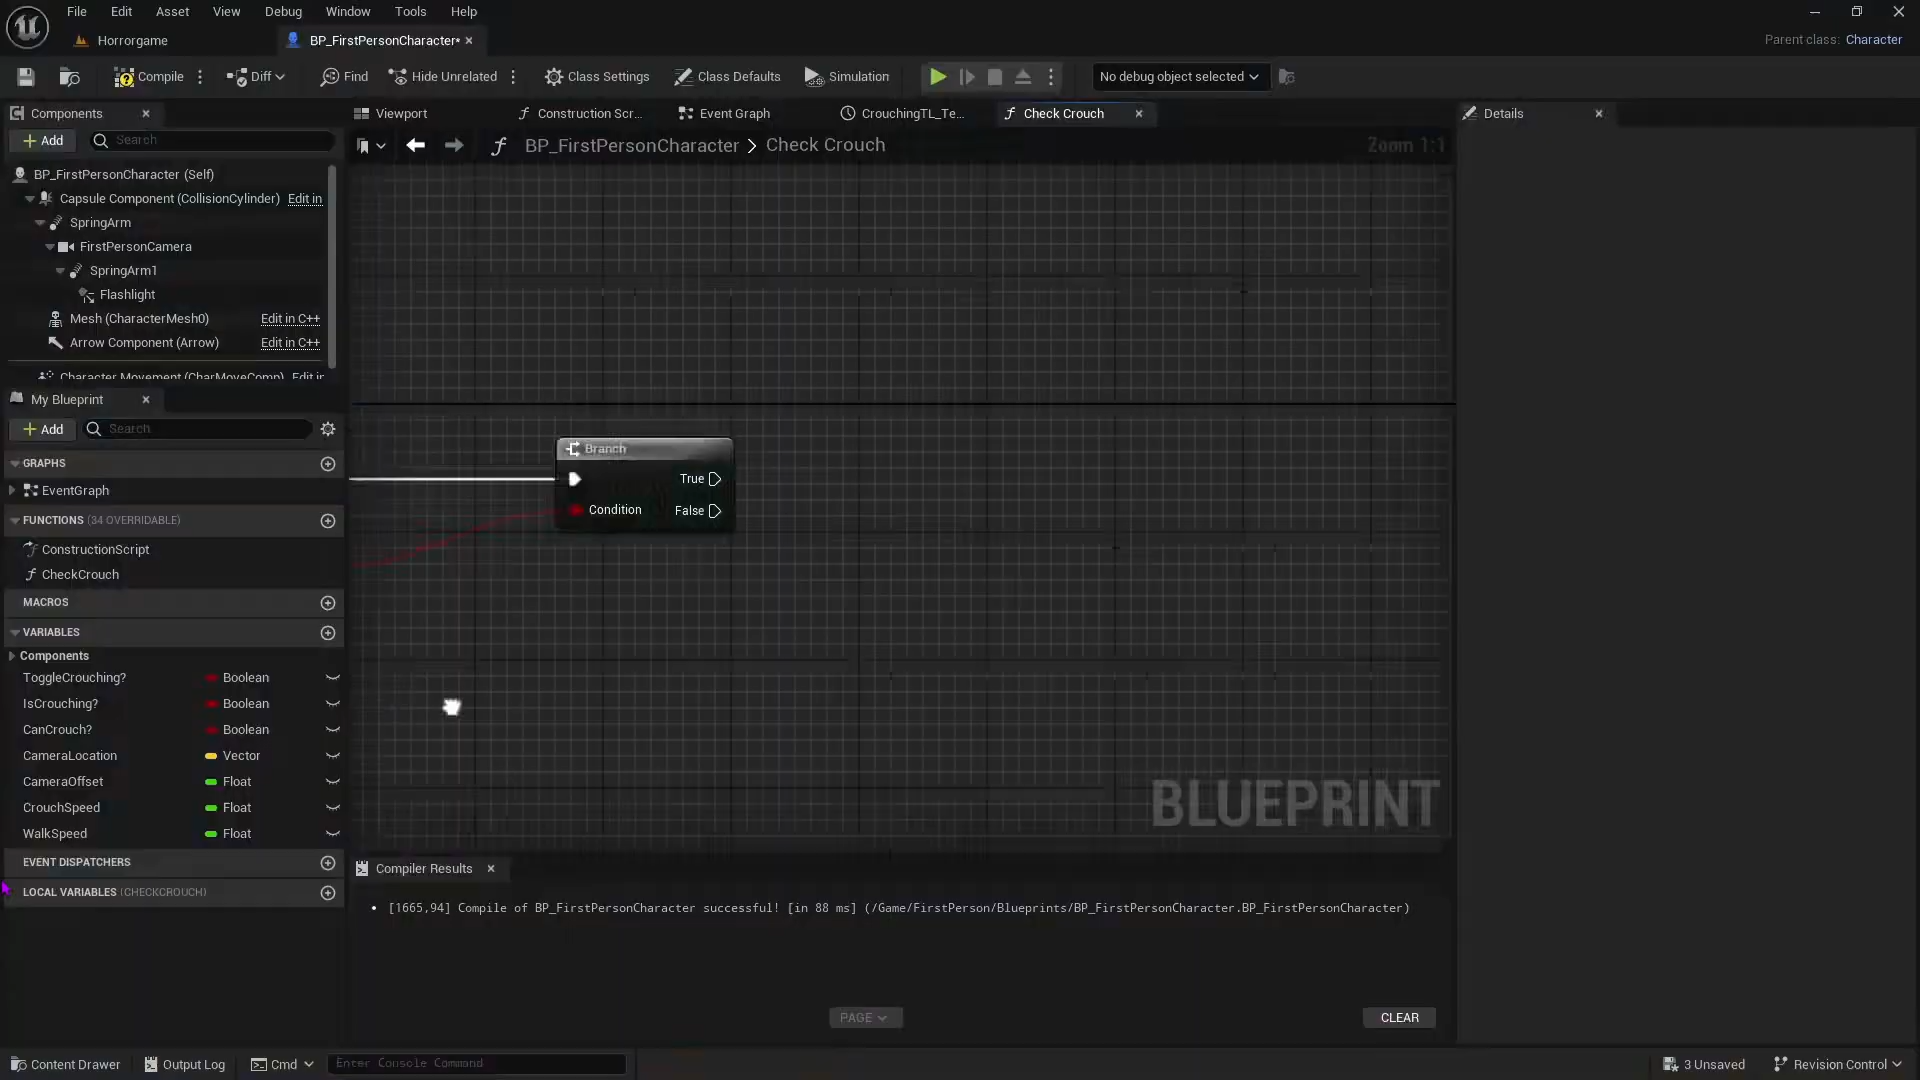 File Edit Asset View Debug Window Tools Help
Horrorgame
BP_FirstPersonCharacter*
Parent class: Character
Compile
Diff
Find
Hide Unrelated
Class Settings
Class Defaults
Simulation
No debug object selected
Components
Viewport
Construction Scr...
Event Graph
CrouchingTL_Te...
Check Crouch
Details
Add
Search
BP_FirstPersonCharacter > Check Crouch
Zoom 1:1
BP_FirstPersonCharacter (Self)
Capsule Component (CollisionCylinder) Edit in
SpringArm
FirstPersonCamera
SpringArm1
Flashlight
Mesh (CharacterMesh0) Edit in C++
Arrow Component (Arrow) Edit in C++
Character Movement (CharMoveComp) Edit in
My Blueprint
Add
Search
GRAPHS
EventGraph
FUNCTIONS (34 OVERRIDABLE)
ConstructionScript
CheckCrouch
MACROS
VARIABLES
Components
ToggleCrouching? Boolean
IsCrouching? Boolean
CanCrouch? Boolean
CameraLocation Vector
CameraOffset Float
CrouchSpeed Float
WalkSpeed Float
EVENT DISPATCHERS
LOCAL VARIABLES (CHECKCROUCH)
Branch
True
Condition
False
BLUEPRINT
Compiler Results
• [1665,94] Compile of BP_FirstPersonCharacter successful! [in 88 ms] (/Game/FirstPerson/Blueprints/BP_FirstPersonCharacter.BP_FirstPersonCharacter)
PAGE
CLEAR
Content Drawer
Output Log
Cmd
Enter Console Command
3 Unsaved
Revision Control